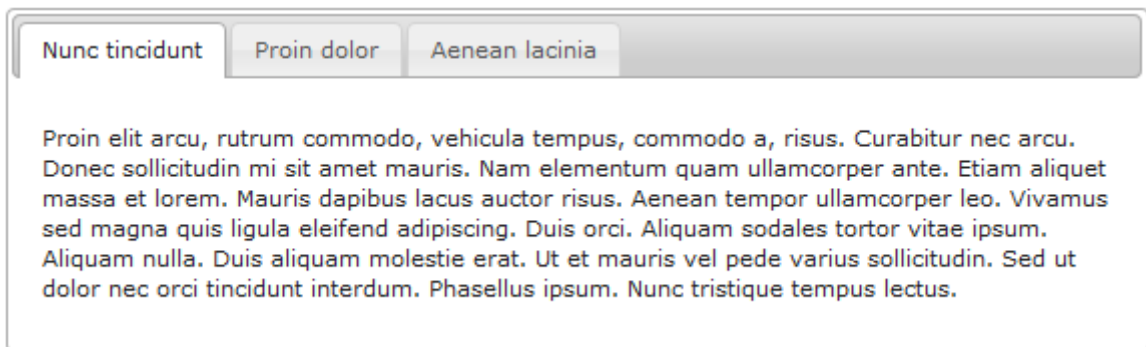 Nunc tincidunt Proin dolor Aenean lacinia
Proin elit arcu, rutrum commodo, vehicula tempus, commodo a, risus. Curabitur nec arcu.
Donec sollicitudin mi sit amet mauris. Nam elementum quam ullamcorper ante. Etiam aliquet
massa et lorem. Mauris dapibus lacus auctor risus. Aenean tempor ullamcorper leo. Vivamus
sed magna quis ligula eleifend adipiscing. Duis orci. Aliquam sodales tortor vitae ipsum.
Aliquam nulla. Duis aliquam molestie erat. Ut et mauris vel pede varius sollicitudin. Sed ut
dolor nec orci tincidunt interdum. Phasellus ipsum. Nunc tristique tempus lectus.